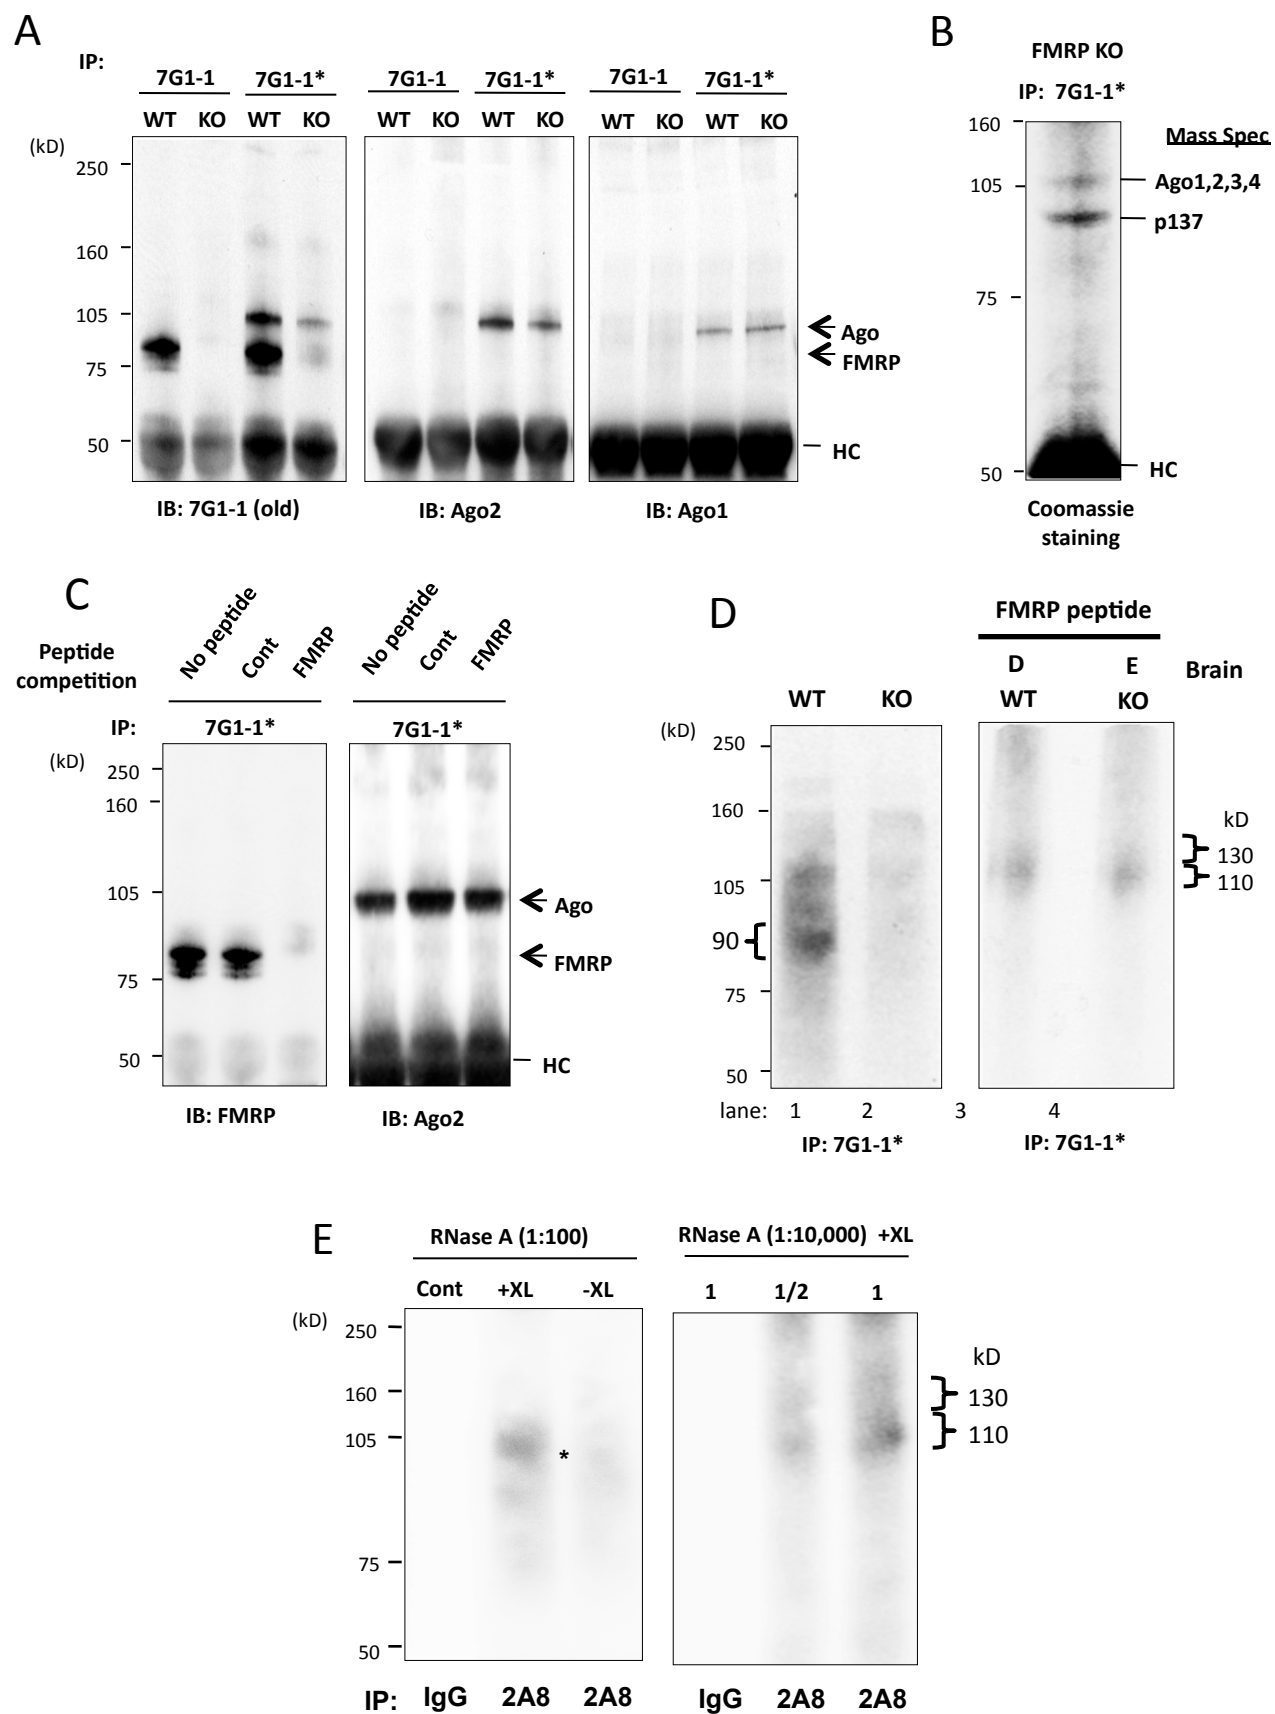 A
IP:
7G1-1
7G1-1*
7G1-1
7G1-1*
7G1-1
7G1-1*
WT
KO
WT
KO
WT
KO
WT
KO
WT
KO
WT
KO
(kD)
250
160
105
75
50
Ago
FMRP
HC
IB: 7G1-1 (old)
IB: Ago2
IB: Ago1
B
FMRP KO
IP: 7G1-1*
160
105
75
50
Mass Spec
Ago1,2,3,4
p137
HC
Coomassie
staining
C
Peptide
competition
No peptide
Cont
FMRP
No peptide
Cont
FMRP
IP:
7G1-1*
7G1-1*
(kD)
250
160
105
75
50
Ago
FMRP
HC
IB: FMRP
IB: Ago2
D
FMRP peptide
D
E
Brain
WT
KO
WT
KO
(kD)
250
160
105
90
75
50
kD
130
110
lane: 1 2 3 4
IP: 7G1-1*
IP: 7G1-1*
E
RNase A (1:100)
RNase A (1:10,000) +XL
Cont
+XL
-XL
1
1/2
1
(kD)
250
160
105
75
50
*
kD
130
110
IP:
IgG
2A8
2A8
IgG
2A8
2A8